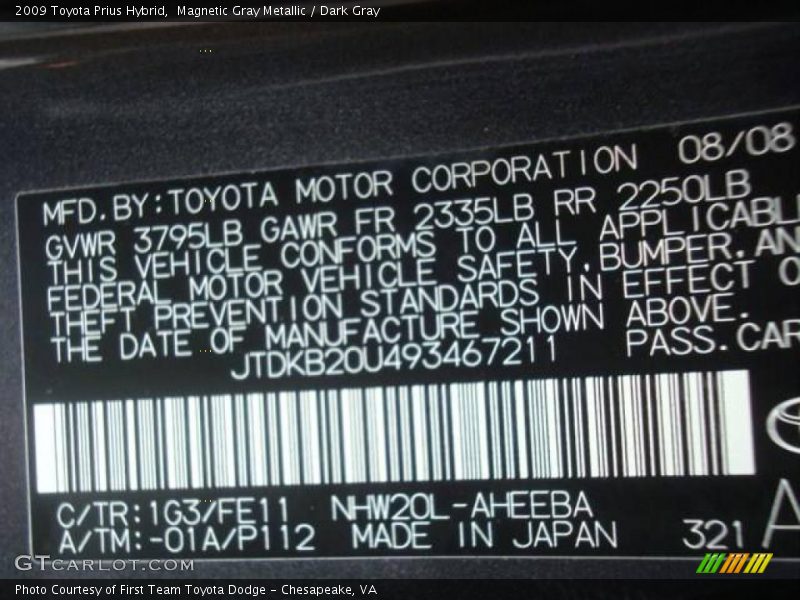 2009 Toyota Prius Hybrid, Magnetic Gray Metallic / Dark Gray
MFD.BY:TOYOTA MOTOR CORPORATION 08/08
GVWR 3795LB GAWR FR 2335LB RR 2250LB
THIS VEHICLE CONFORMS TO ALL APPLICABL
FEDERAL MOTOR VEHICLE SAFETY,BUMPER,AN
THEFT PREVENTION STANDARDS IN EFFECT O
THE DATE OF MANUFACTURE SHOWN ABOVE.
JTDKB20U493467211 PASS.CAR
C/TR:1G3/FE11 NHW20L-AHEEBA
A/TM:-01A/P112 MADE IN JAPAN 321 A
GTCARLOT.COM
Photo Courtesy of First Team Toyota Dodge - Chesapeake, VA